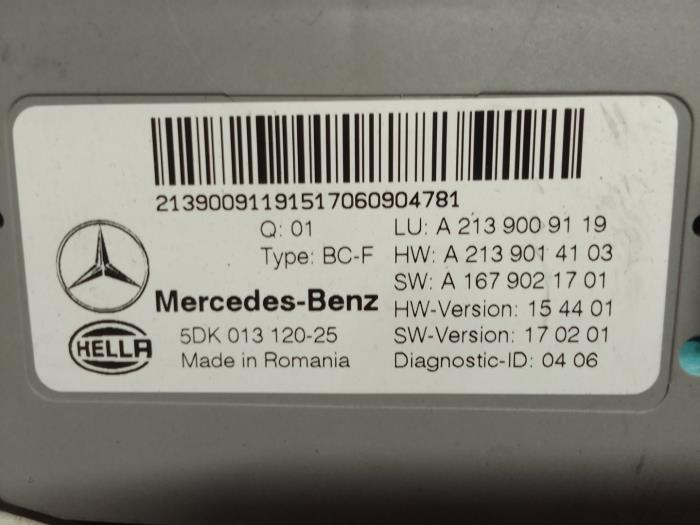 2139009119151706090​4781
Q: 01
Type: BC-F
Mercedes-Benz
HELLA
5DK 013 120-25
Made in Romania
LU: A 213 900 91 19
HW: A 213 901 41 03
SW: A 167 902 17 01
HW-Version: 15 44 01
SW-Version: 17 02 01
Diagnostic-ID: 04 06